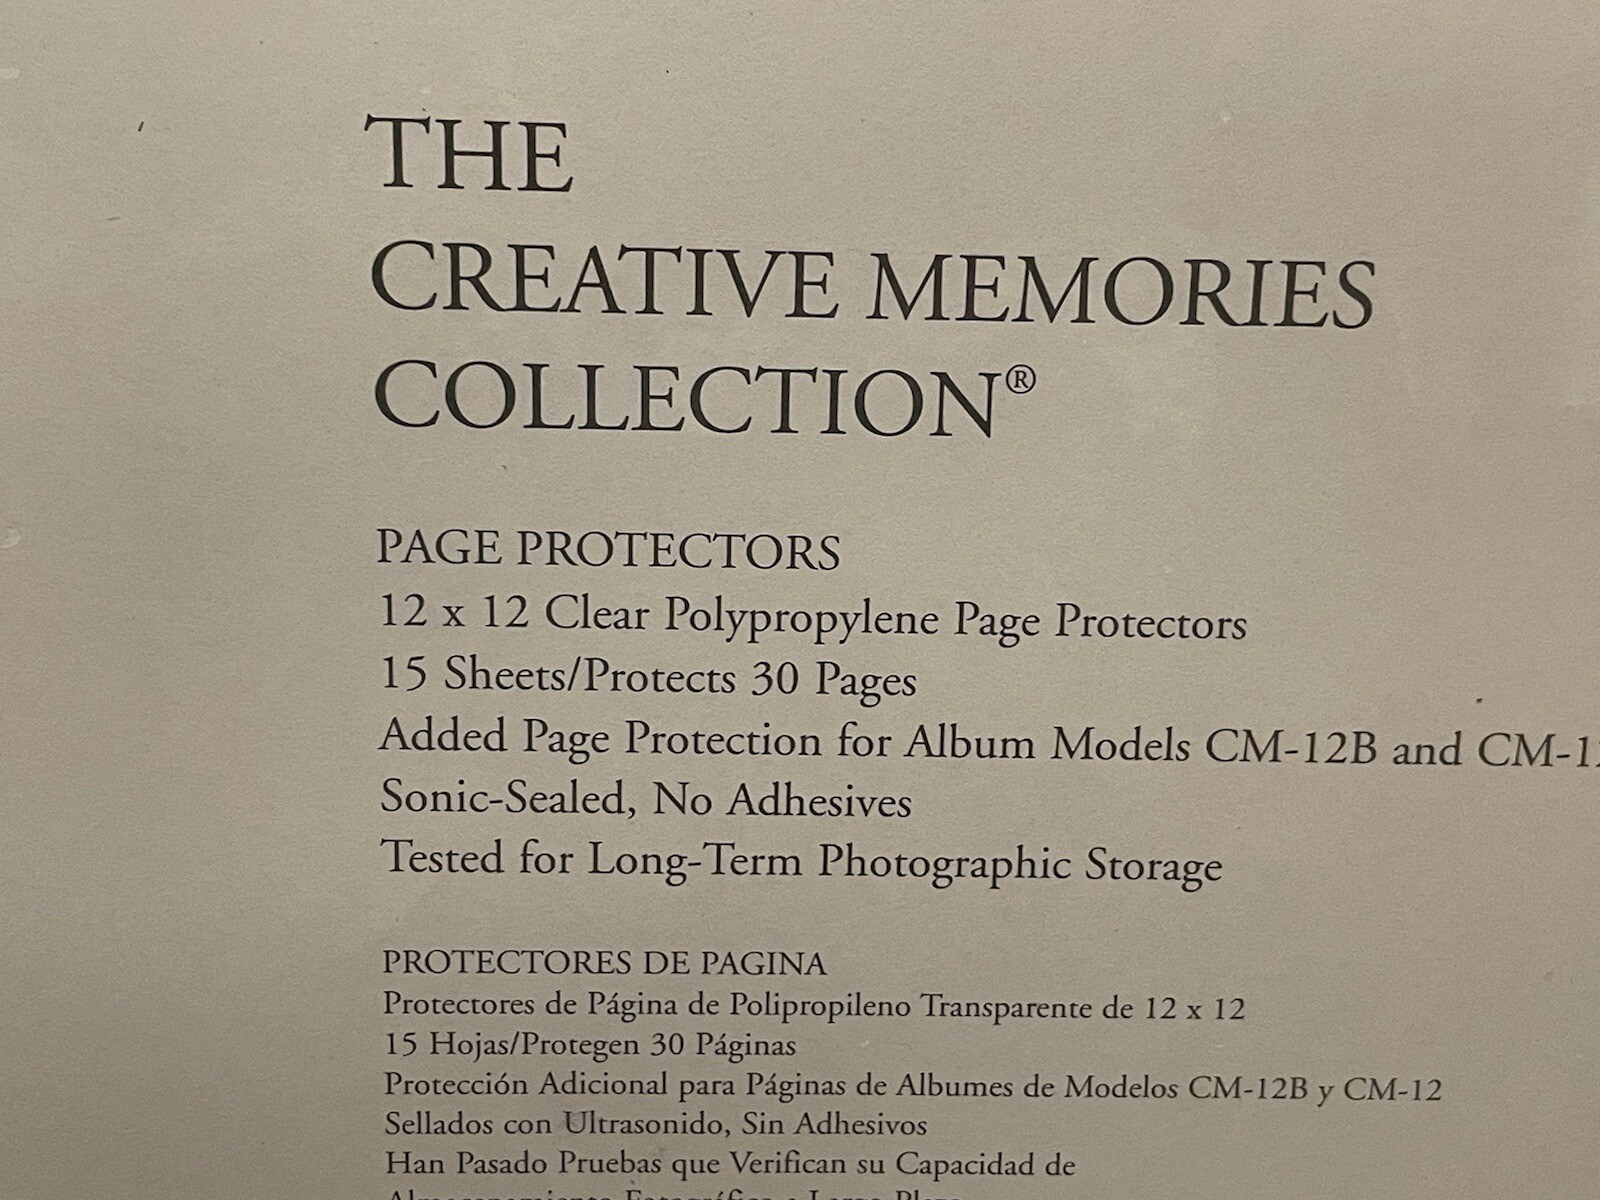 THE
CREATIVE MEMORIES
COLLECTION®
PAGE PROTECTORS
12 x 12 Clear Polypropylene Page Protectors
15 Sheets/Protects 30 Pages
Added Page Protection for Album Models CM-12B and CM-12
Sonic-Sealed, No Adhesives
Tested for Long-Term Photographic Storage
PROTECTORES DE PAGINA
Protectores de Página de Polipropileno Transparente de 12 x 12
15 Hojas/Protegen 30 Páginas
Protección Adicional para Páginas de Albumes de Modelos CM-12B y CM-12
Sellados con Ultrasonido, Sin Adhesivos
Han Pasado Pruebas que Verifican su Capacidad de